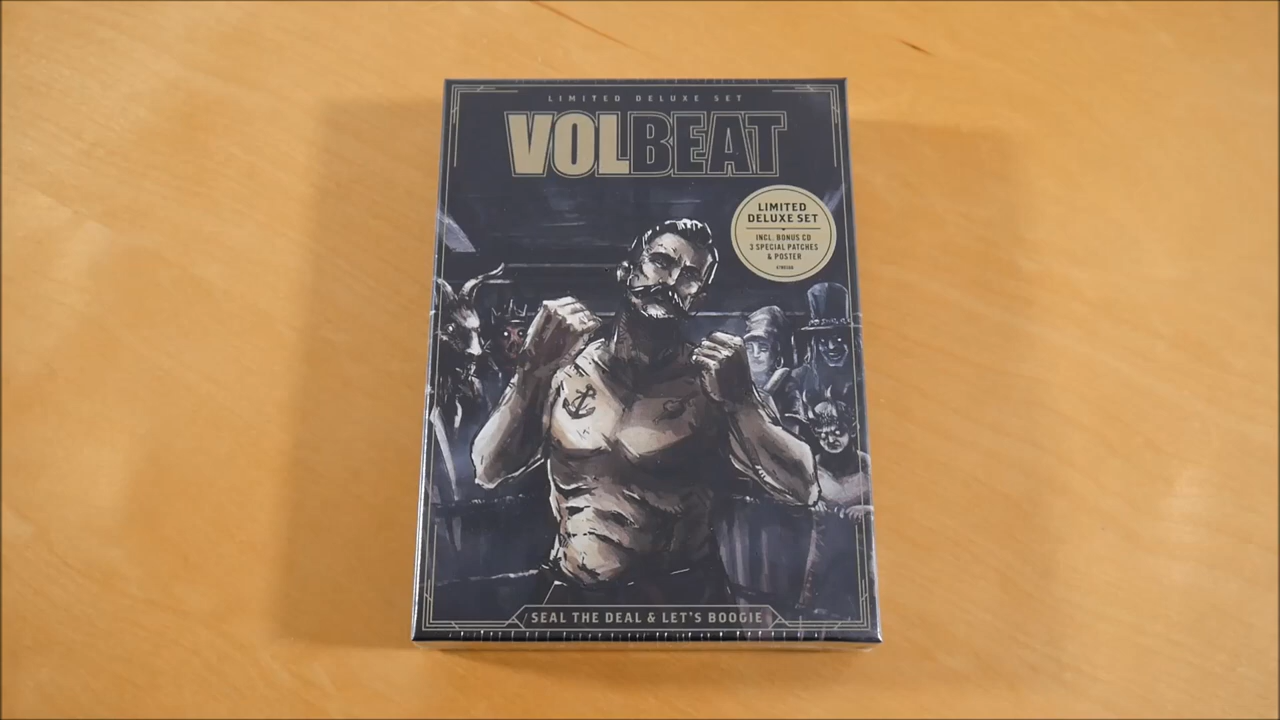 LIMITED DELUXE SET
VOLBEAT
LIMITED
DELUXE SET
INCL. BONUS CD
3 SPECIAL PATCHES
& POSTER
SEAL THE DEAL & LET'S BOOGIE